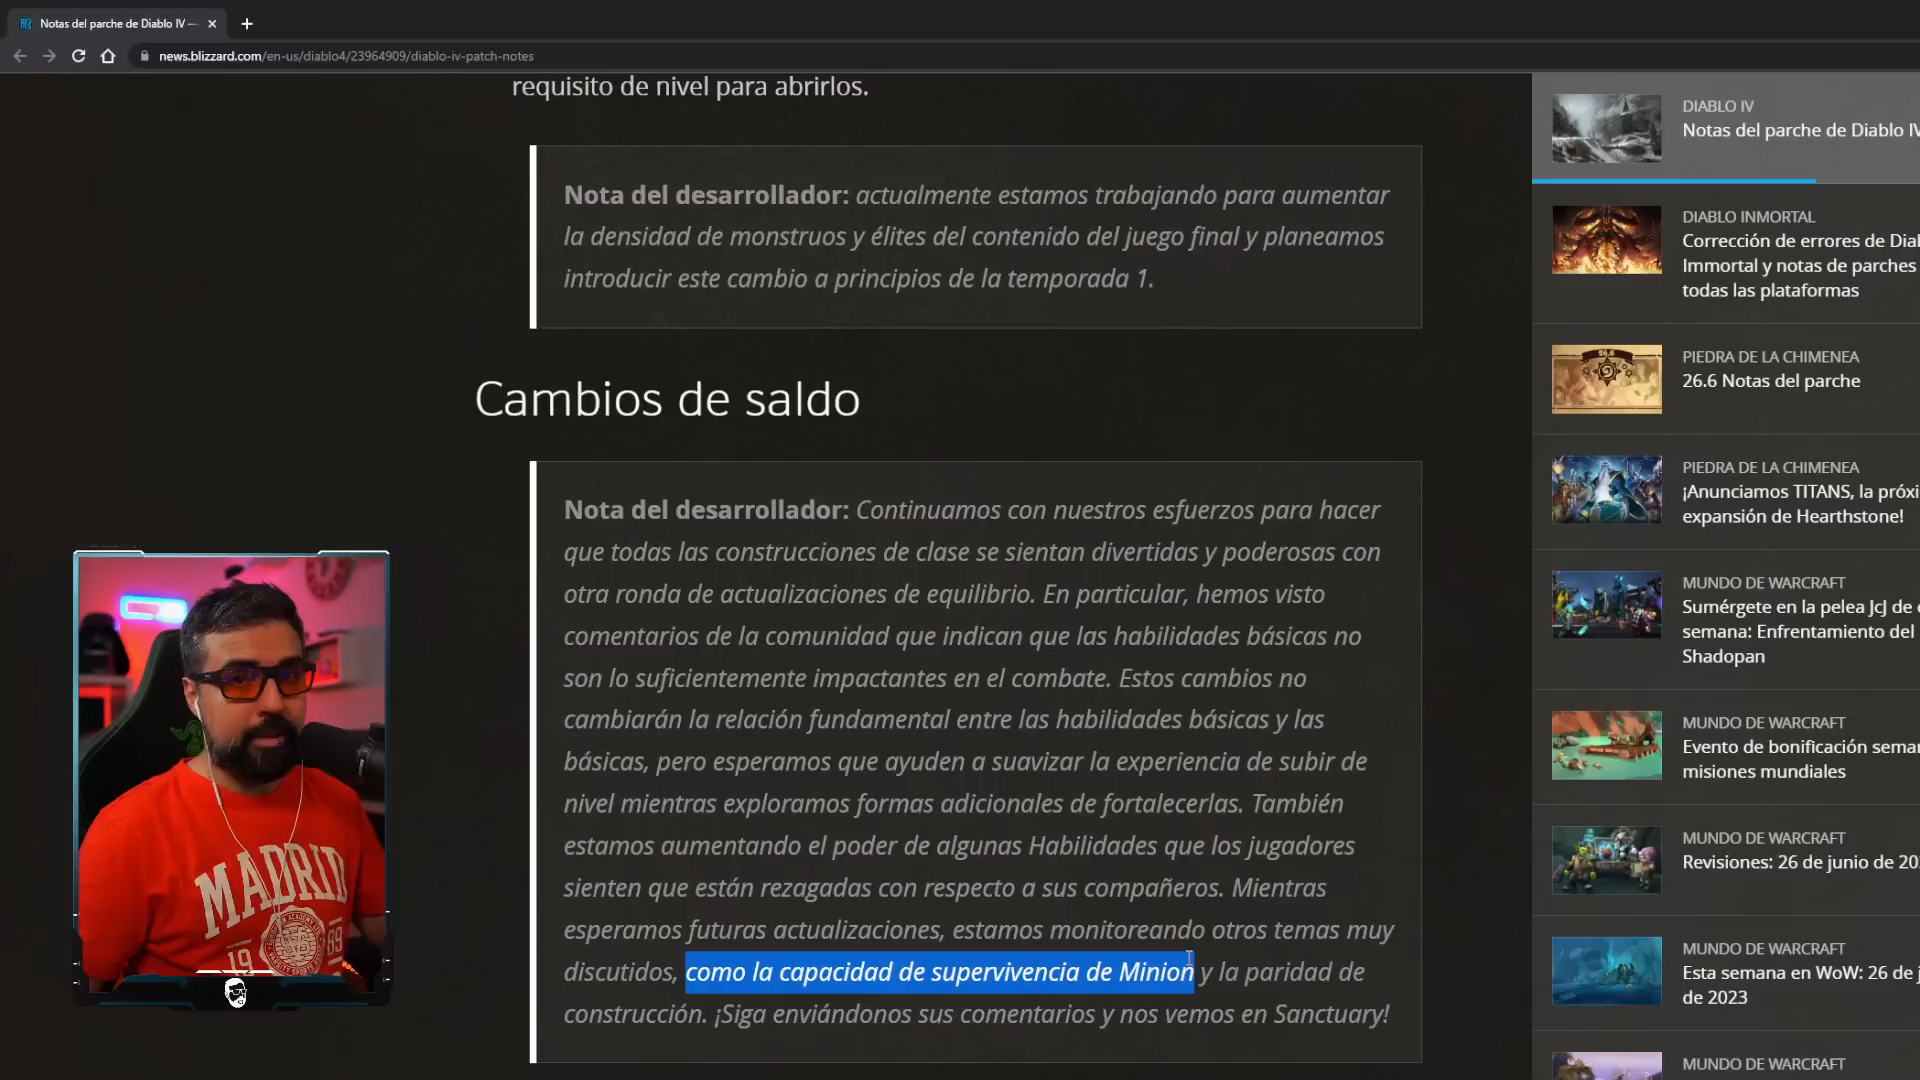 Notas del parche de Diablo IV —
news.blizzard.com/en-us/diablo4/23964909/diablo-iv-patch-notes
requisito de nivel para abrirlos.
Nota del desarrollador: actualmente estamos trabajando para aumentar
la densidad de monstruos y élites del contenido del juego final y planeamos
introducir este cambio a principios de la temporada 1.
Cambios de saldo
Nota del desarrollador: Continuamos con nuestros esfuerzos para hacer
que todas las construcciones de clase se sientan divertidas y poderosas con
otra ronda de actualizaciones de equilibrio. En particular, hemos visto
comentarios de la comunidad que indican que las habilidades básicas no
son lo suficientemente impactantes en el combate. Estos cambios no
cambiarán la relación fundamental entre las habilidades básicas y las
básicas, pero esperamos que ayuden a suavizar la experiencia de subir de
nivel mientras exploramos formas adicionales de fortalecerlas. También
estamos aumentando el poder de algunas Habilidades que los jugadores
sienten que están rezagadas con respecto a sus compañeros. Mientras
esperamos futuras actualizaciones, estamos monitoreando otros temas muy
discutidos, como la capacidad de supervivencia de Minion y la paridad de
construcción. ¡Siga enviándonos sus comentarios y nos vemos en Sanctuary!
DIABLO IV
Notas del parche de Diablo IV
DIABLO INMORTAL
Corrección de errores de Dial
Immortal y notas de parches
todas las plataformas
PIEDRA DE LA CHIMENEA
26.6 Notas del parche
PIEDRA DE LA CHIMENEA
¡Anunciamos TITANS, la próxi
expansión de Hearthstone!
MUNDO DE WARCRAFT
Sumérgete en la pelea JcJ de e
semana: Enfrentamiento del
Shadopan
MUNDO DE WARCRAFT
Evento de bonificación sema
misiones mundiales
MUNDO DE WARCRAFT
Revisiones: 26 de junio de 20
MUNDO DE WARCRAFT
Esta semana en WoW: 26 de j
de 2023
MUNDO DE WARCRAFT
MADRID
19 89